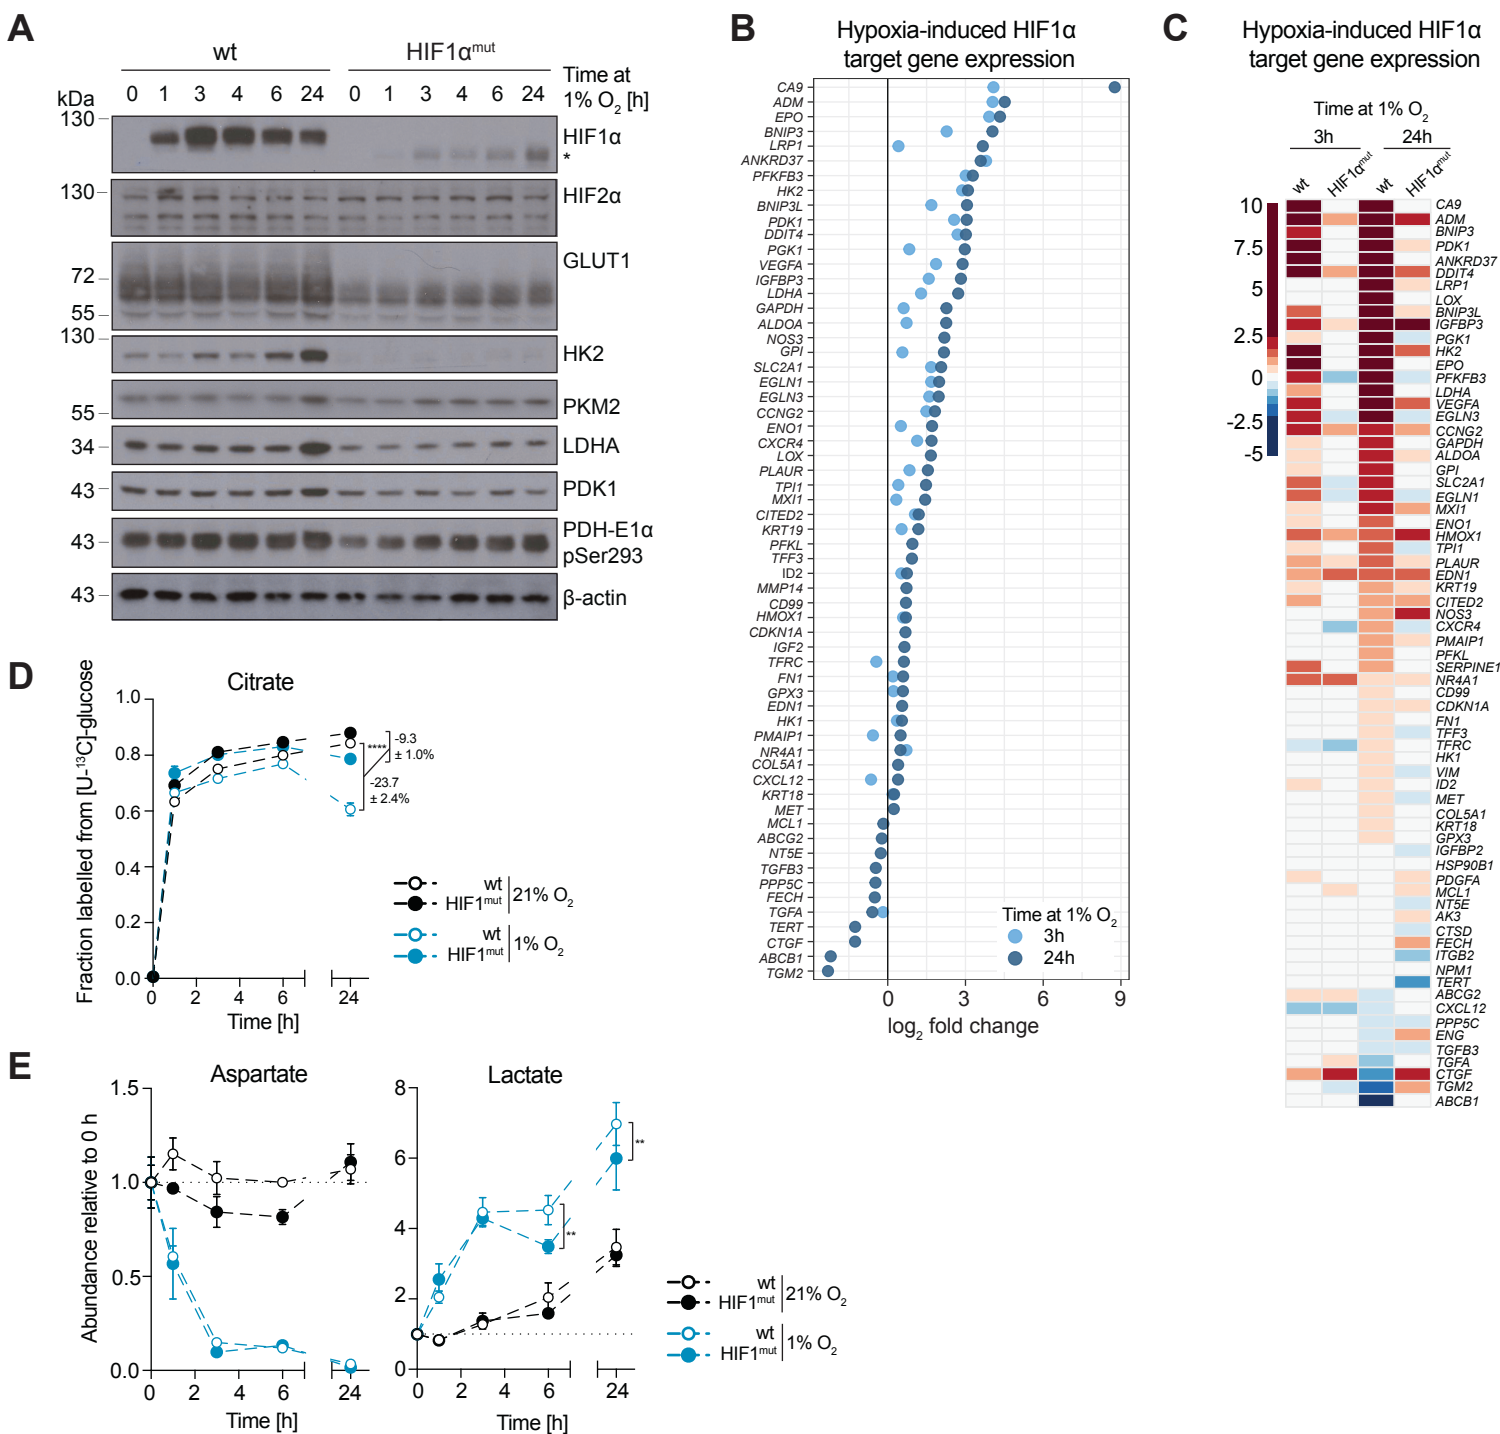 A
wt
HIF1α^mut
Time at
1% O₂ [h]
kDa
0 1 3 4 6 24 0 1 3 4 6 24
130
HIF1α
*
130
HIF2α
GLUT1
72
55
130
HK2
PKM2
55
34
LDHA
43
PDK1
43
PDH-E1α
pSer293
43
β-actin
B
Hypoxia-induced HIF1α
target gene expression
CA9
ADM
EPO
BNIP3
LRP1
ANKRD37
PFKFB3
HK2
BNIP3L
PDK1
DDIT4
PGK1
VEGFA
IGFBP3
LDHA
GAPDH
ALDOA
NOS3
GPI
SLC2A1
EGLN1
EGLN3
CCNG2
ENO1
CXCR4
LOX
PLAUR
TPI1
MXI1
CITED2
KRT19
PFKL
TFF3
ID2
MMP14
CD99
HMOX1
CDKN1A
IGF2
TFRC
FN1
GPX3
EDN1
HK1
PMAIP1
NR4A1
COL5A1
CXCL12
KRT18
MET
MCL1
ABCG2
NT5E
TGFB3
PPP5C
FECH
TGFA
TERT
CTGF
ABCB1
TGM2
Time at 1% O₂
3h
24h
0 3 6 9
log₂ fold change
C
Hypoxia-induced HIF1α
target gene expression
Time at 1% O₂
3h 24h
wt HIF1α^mut wt HIF1α^mut
10
7.5
5
2.5
0
-2.5
-5
CA9
ADM
BNIP3
PDK1
ANKRD37
DDIT4
LRP1
LOX
BNIP3L
IGFBP3
PGK1
HK2
EPO
PFKFB3
LDHA
VEGFA
EGLN3
CCNG2
GAPDH
ALDOA
GPI
SLC2A1
EGLN1
MXI1
ENO1
HMOX1
TPI1
PLAUR
EDN1
KRT19
CITED2
NOS3
CXCR4
PMAIP1
PFKL
SERPINE1
NR4A1
CD99
CDKN1A
FN1
TFF3
TFRC
HK1
VIM
ID2
MET
COL5A1
KRT18
GPX3
IGFBP2
HSP90B1
PDGFA
MCL1
NT5E
AK3
CTSD
FECH
ITGB2
NPM1
TERT
ABCG2
CXCL12
PPP5C
ENG
TGFB3
TGFA
CTGF
TGM2
ABCB1
D
Citrate
Fraction labelled from [U-¹³C]-glucose
1.0
0.8
0.6
0.4
0.2
0.0
0 2 4 6 24
Time [h]
****
-9.3
± 1.0%
-23.7
± 2.4%
wt
HIF1^mut
21% O₂
wt
HIF1^mut
1% O₂
E
Aspartate
Abundance relative to 0 h
1.5
1.0
0.5
0.0
0 2 4 6 24
Time [h]
Lactate
8
6
4
2
0
0 2 4 6 24
Time [h]
**
**
wt
HIF1^mut
21% O₂
wt
HIF1^mut
1% O₂